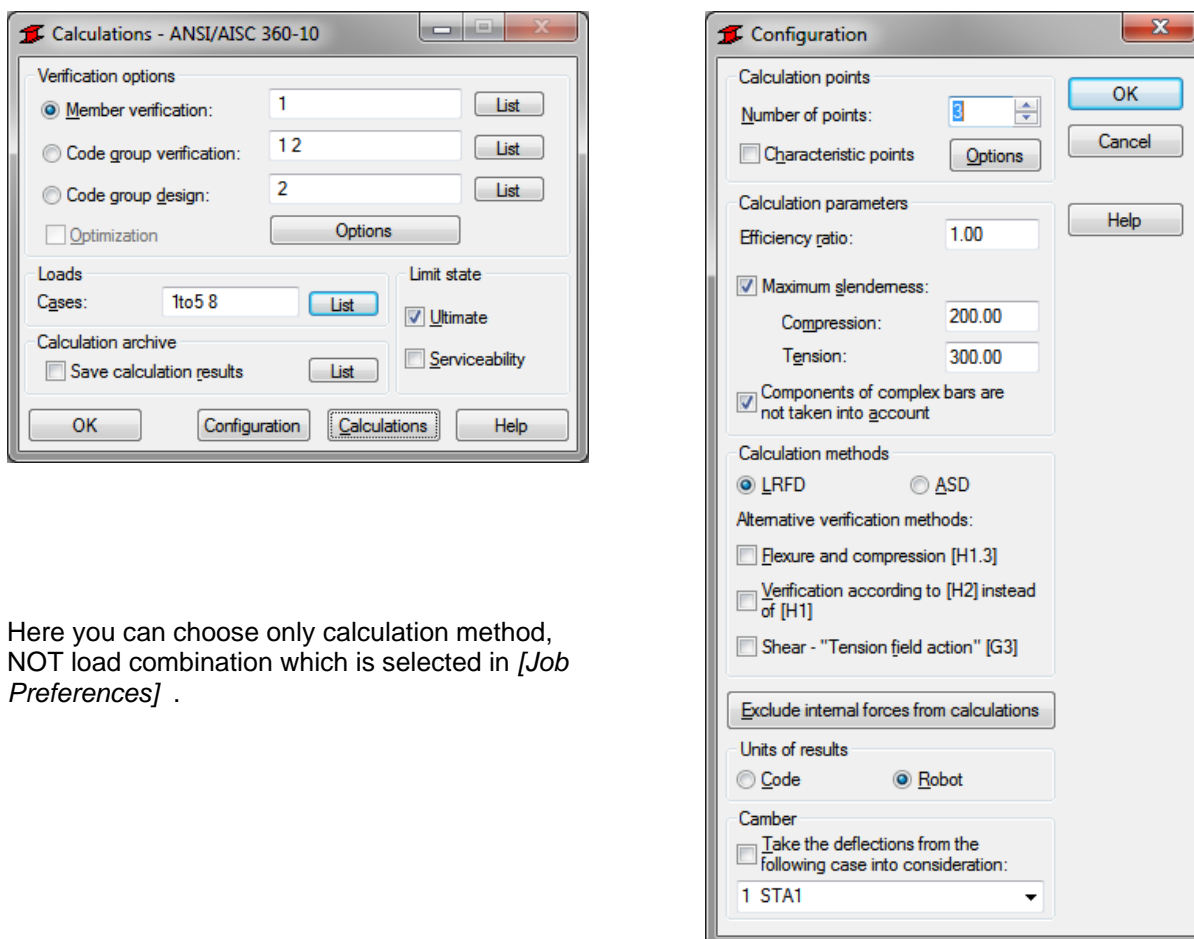 Calculations - ANSI/AISC 360-10
Verification options
Member verification: 1 List
Code group verification: 1 2 List
Code group design: 2 List
Optimization Options
Loads
Cases: 1to5 8 List
Limit state
Ultimate
Serviceability
Calculation archive
Save calculation results List
OK Configuration Calculations Help
Here you can choose only calculation method,
NOT load combination which is selected in [Job
Preferences] .
Configuration
Calculation points
Number of points: 3
Characteristic points Options
OK
Cancel
Help
Calculation parameters
Efficiency ratio: 1.00
Maximum slenderness:
Compression: 200.00
Tension: 300.00
Components of complex bars are
not taken into account
Calculation methods
LRFD ASD
Alternative verification methods:
Flexure and compression [H1.3]
Verification according to [H2] instead
of [H1]
Shear - "Tension field action" [G3]
Exclude internal forces from calculations
Units of results
Code Robot
Camber
Take the deflections from the
following case into consideration:
1 STA1